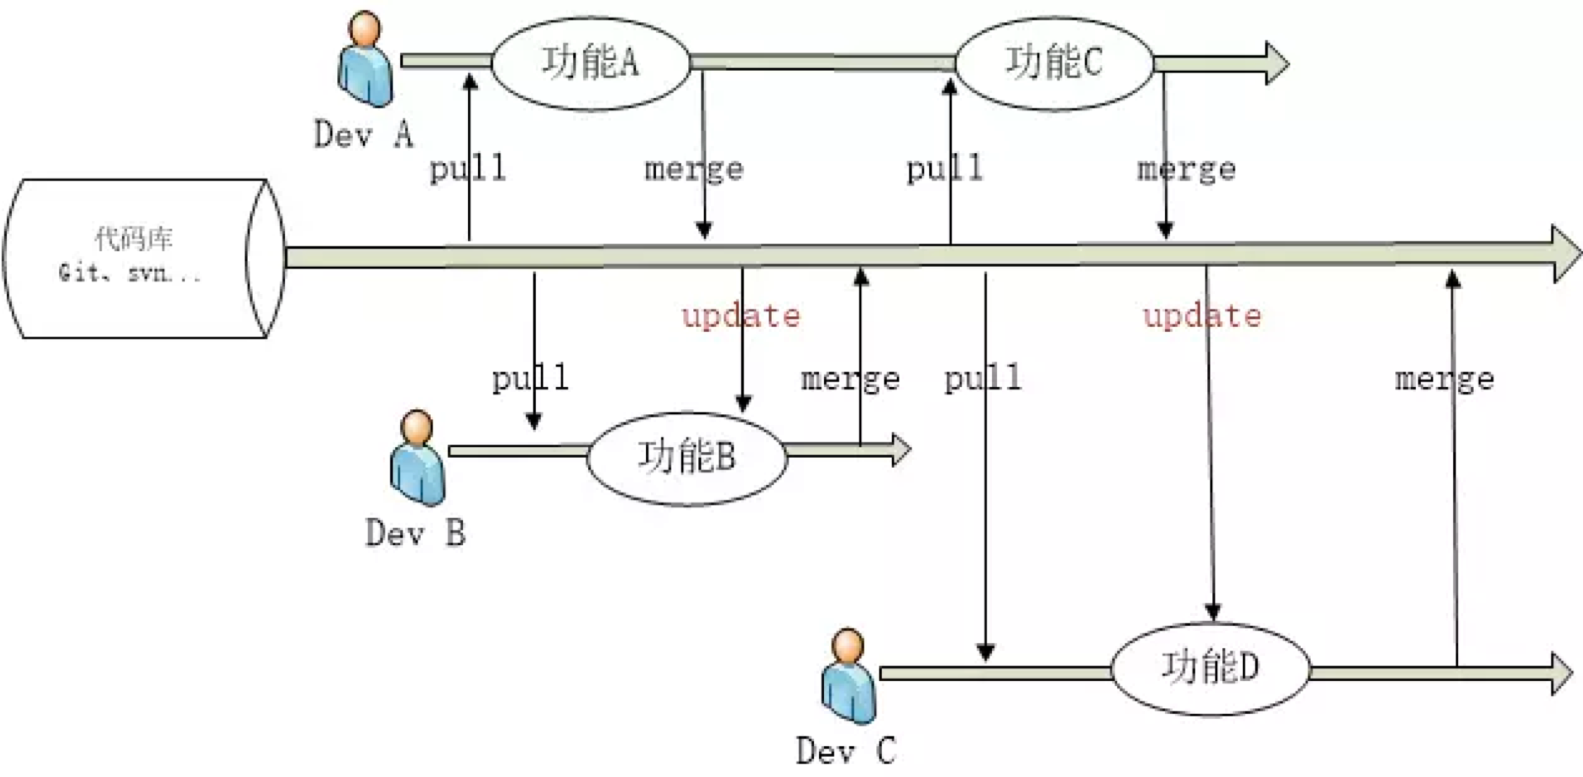 功能A
功能C
Dev A
pull
merge
pull
merge
代码库
Git、svn...
update
update
pull
merge
pull
merge
功能B
Dev B
功能D
Dev C